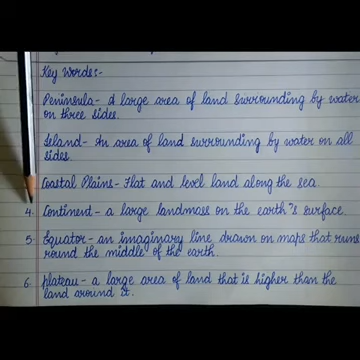 Key Words:-
Peninsula- A large area of land surrounding by water
on three sides.
Island- An area of land surrounding by water on all
sides.
Coastal Plains- Flat and level land along the sea.
4. Continent - a large landmass on the earth's surface.
5. Equator - an imaginary line drawn on maps that runs
round the middle of the earth.
6. plateau - a large area of land that is higher than the
land around it.